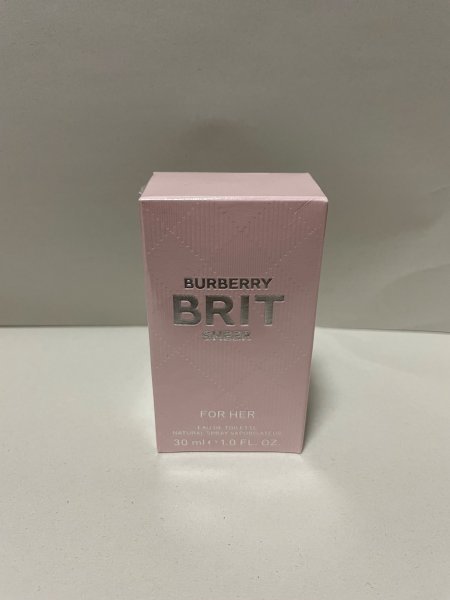 BURBERRY
BRIT
SHEER
FOR HER
EAU DE TOILETTE
NATURAL SPRAY VAPORISATEUR
30 ml e 1.0 FL. OZ.